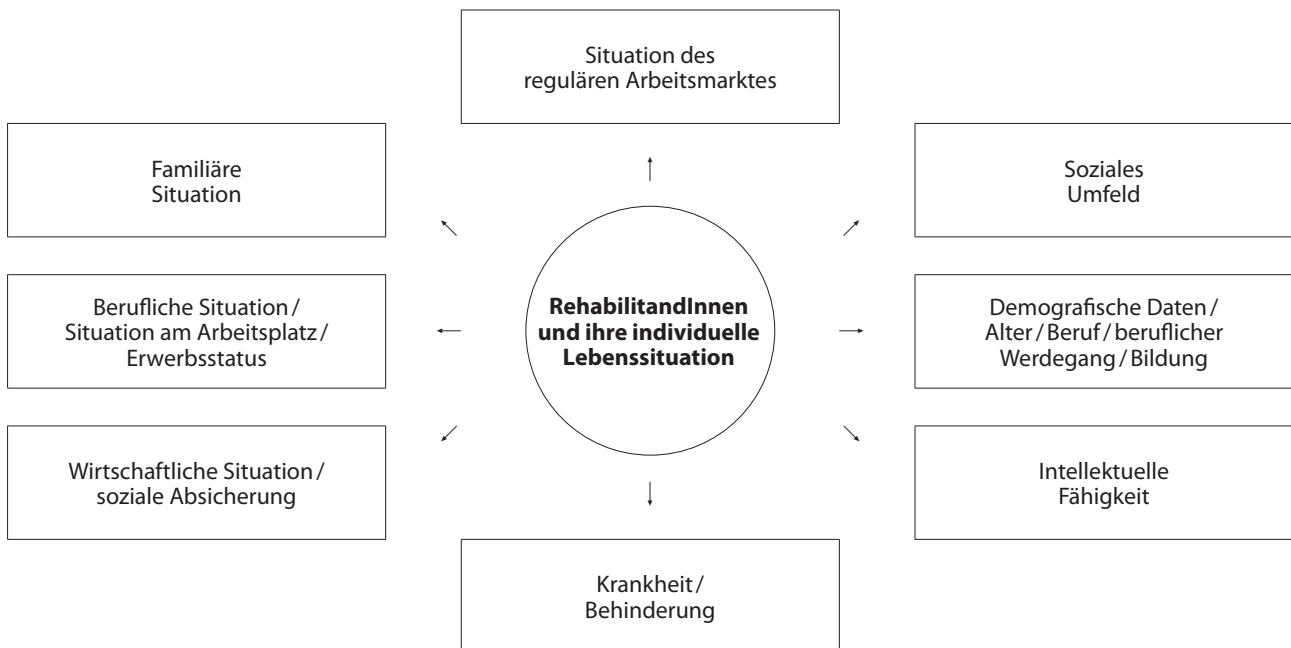 Situation des
regulären Arbeitsmarktes
Familiäre
Situation
Soziales
Umfeld
RehabilitandInnen
und ihre individuelle
Lebenssituation
Berufliche Situation /
Situation am Arbeitsplatz /
Erwerbsstatus
Demografische Daten /
Alter / Beruf / beruflicher
Werdegang / Bildung
Wirtschaftliche Situation /
soziale Absicherung
Intellektuelle
Fähigkeit
Krankheit /
Behinderung